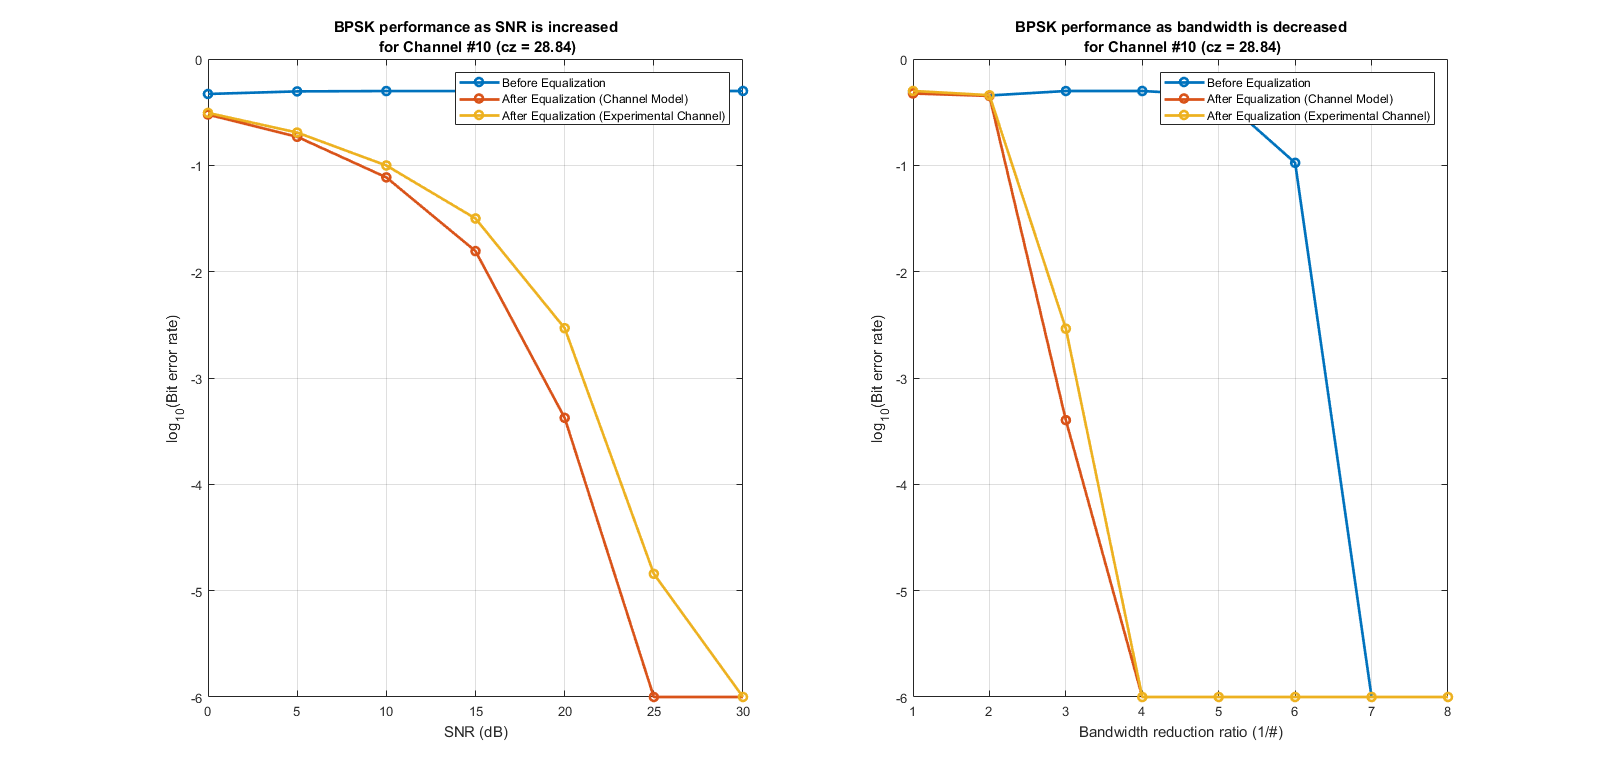 BPSK performance as SNR is increased
for Channel #10 (cz = 28.84)
Before Equalization
After Equalization (Channel Model)
After Equalization (Experimental Channel)
0
-1
-2
-3
-4
-5
-6
log10(Bit error rate)
0 5 10 15 20 25 30
SNR (dB)
BPSK performance as bandwidth is decreased
for Channel #10 (cz = 28.84)
Before Equalization
After Equalization (Channel Model)
After Equalization (Experimental Channel)
0
-1
-2
-3
-4
-5
-6
log10(Bit error rate)
1 2 3 4 5 6 7 8
Bandwidth reduction ratio (1/#)